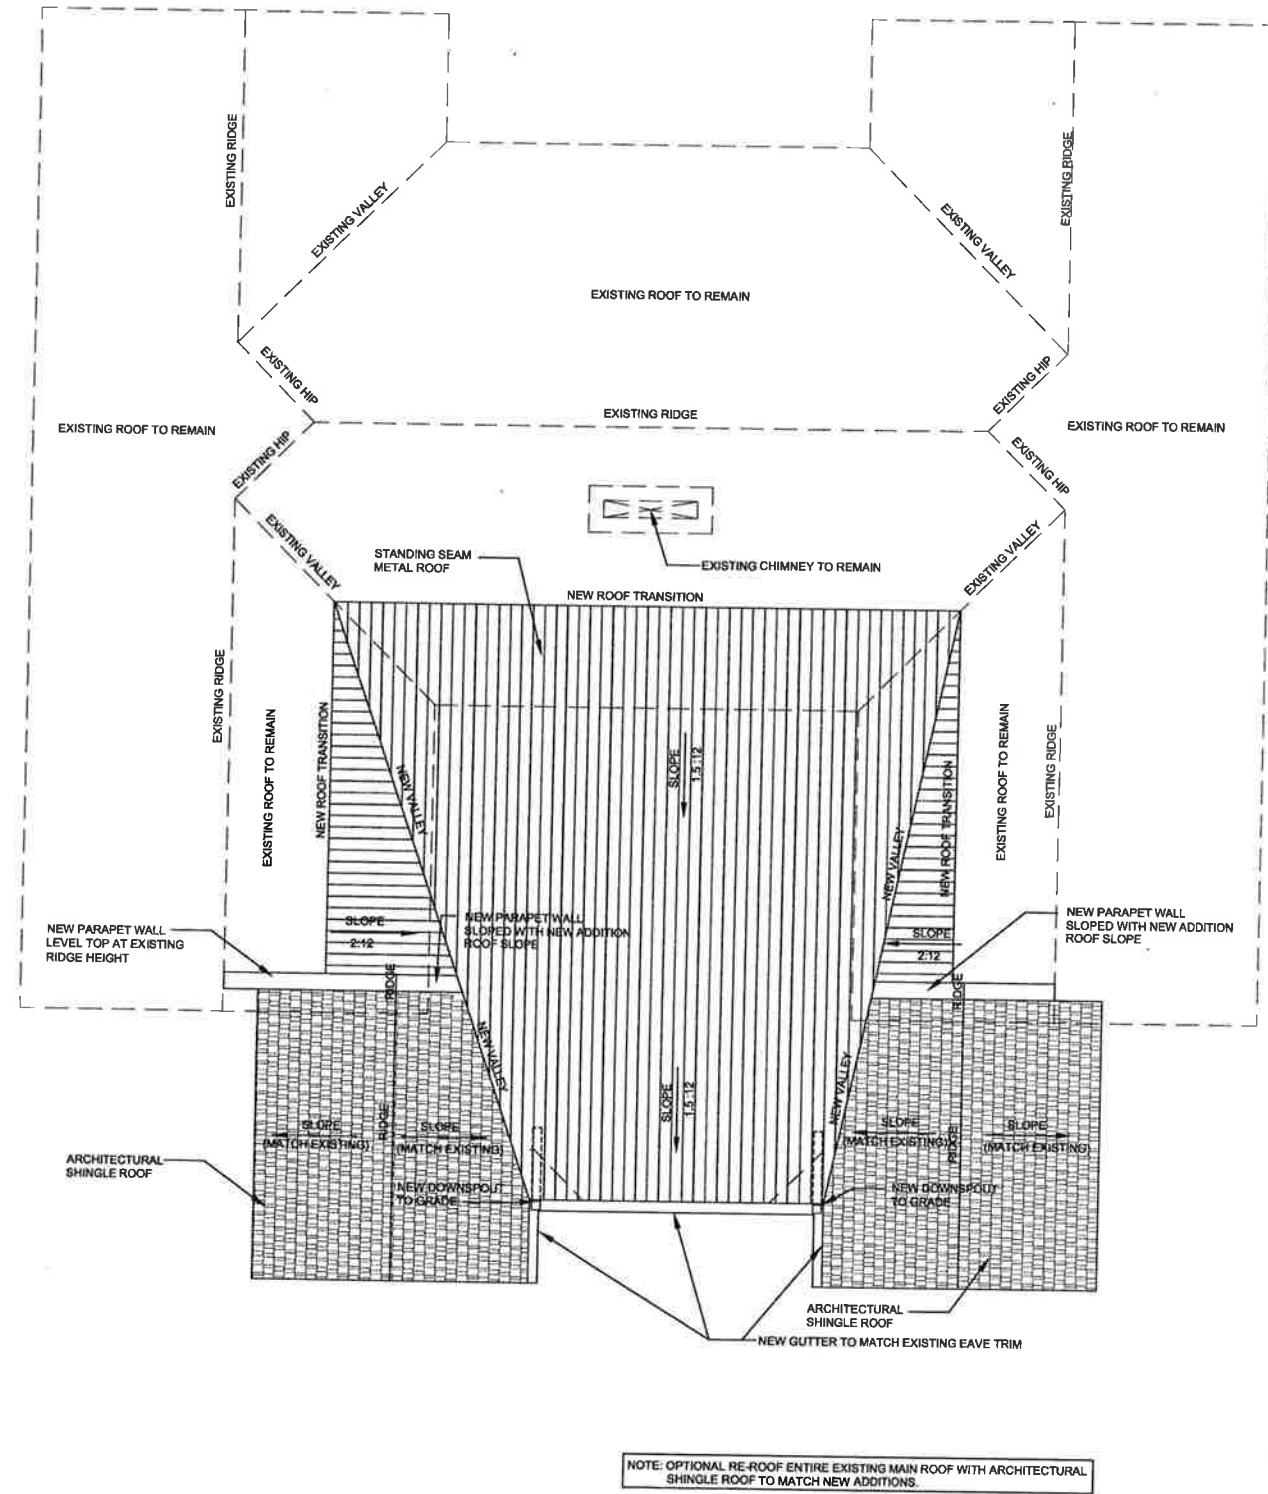 EXISTING RIDGE
EXISTING RIDGE
EXISTING VALLEY
EXISTING VALLEY
EXISTING ROOF TO REMAIN
EXISTING HIP
EXISTING HIP
EXISTING RIDGE
EXISTING ROOF TO REMAIN
EXISTING ROOF TO REMAIN
EXISTING HIP
EXISTING HIP
EXISTING VALLEY
EXISTING VALLEY
STANDING SEAM
METAL ROOF
EXISTING CHIMNEY TO REMAIN
NEW ROOF TRANSITION
EXISTING RIDGE
EXISTING ROOF TO REMAIN
NEW ROOF TRANSITION
NEW VALLEY
SLOPE
1.5 :12
NEW VALLEY
NEW ROOF TRANSITION
EXISTING ROOF TO REMAIN
EXISTING RIDGE
NEW PARAPET WALL
LEVEL TOP AT EXISTING
RIDGE HEIGHT
SLOPE
2:12
NEW PARAPET WALL
SLOPED WITH NEW ADDITION
ROOF SLOPE
SLOPE
2:12
NEW PARAPET WALL
SLOPED WITH NEW ADDITION
ROOF SLOPE
RIDGE
RIDGE
NEW VALLEY
SLOPE
1.5 :12
NEW VALLEY
SLOPE
(MATCH EXISTING)
RIDGE
SLOPE
(MATCH EXISTING)
SLOPE
(MATCH EXISTING)
RIDGE
SLOPE
(MATCH EXISTING)
ARCHITECTURAL
SHINGLE ROOF
NEW DOWNSPOUT
TO GRADE
NEW DOWNSPOUT
TO GRADE
ARCHITECTURAL
SHINGLE ROOF
NEW GUTTER TO MATCH EXISTING EAVE TRIM
NOTE: OPTIONAL RE-ROOF ENTIRE EXISTING MAIN ROOF WITH ARCHITECTURAL
SHINGLE ROOF TO MATCH NEW ADDITIONS.